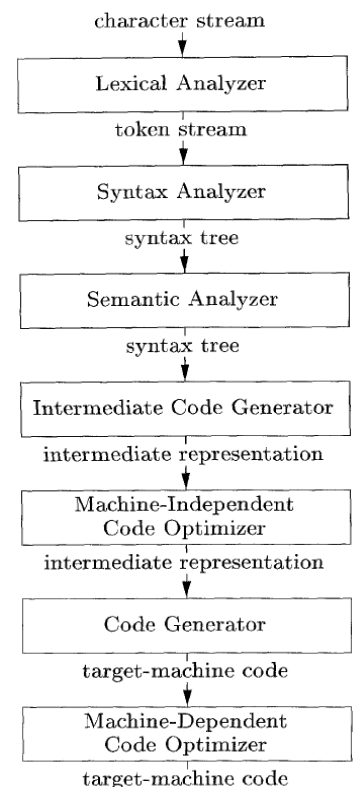 character stream
Lexical Analyzer
token stream
Syntax Analyzer
syntax tree
Semantic Analyzer
syntax tree
Intermediate Code Generator
intermediate representation
Machine-Independent
Code Optimizer
intermediate representation
Code Generator
target-machine code
Machine-Dependent
Code Optimizer
target-machine code